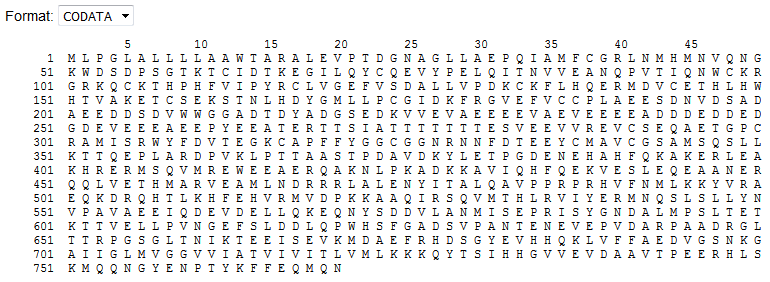 Format: CODATA
5 10 15 20 25 30 35 40 45
1 M L P G L A L L L L A A W T A R A L E V P T D G N A G L L A E P Q I A M F C G R L N M H M N V Q N G
51 K W D S D P S G T K T C I D T K E G I L Q Y C Q E V Y P E L Q I T N V V E A N Q P V T I Q N W C K R
101 G R K Q C K T H P H F V I P Y R C L V G E F V S D A L L V P D K C K F L H Q E R M D V C E T H L H W
151 H T V A K E T C S E K S T N L H D Y G M L L P C G I D K F R G V E F V C C P L A E E S D N V D S A D
201 A E E D D S D V W W G G A D T D Y A D G S E D K V V E V A E E E E V A E V E E E E A D D D E D D E D
251 G D E V E E E A E E P Y E E A T E R T T S I A T T T T T T T E S V E E V V R E V C S E Q A E T G P C
301 R A M I S R W Y F D V T E G K C A P F F Y G G C G G N R N N F D T E E Y C M A V C G S A M S Q S L L
351 K T T Q E P L A R D P V K L P T T A A S T P D A V D K Y L E T P G D E N E H A H F Q K A K E R L E A
401 K H R E R M S Q V M R E W E E A E R Q A K N L P K A D K K A V I Q H F Q E K V E S L E Q E A A N E R
451 Q Q L V E T H M A R V E A M L N D R R R L A L E N Y I T A L Q A V P P R P R H V F N M L K K Y V R A
501 E Q K D R Q H T L K H F E H V R M V D P K K A A Q I R S Q V M T H L R V I Y E R M N Q S L S L L Y N
551 V P A V A E E I Q D E V D E L L Q K E Q N Y S D D V L A N M I S E P R I S Y G N D A L M P S L T E T
601 K T T V E L L P V N G E F S L D D L Q P W H S F G A D S V P A N T E N E V E P V D A R P A A D R G L
651 T T R P G S G L T N I K T E E I S E V K M D A E F R H D S G Y E V H H Q K L V F F A E D V G S N K G
701 A I I G L M V G G V V I A T V I V I T L V M L K K K Q Y T S I H H G V V E V D A A V T P E E R H L S
751 K M Q Q N G Y E N P T Y K F F E Q M Q N